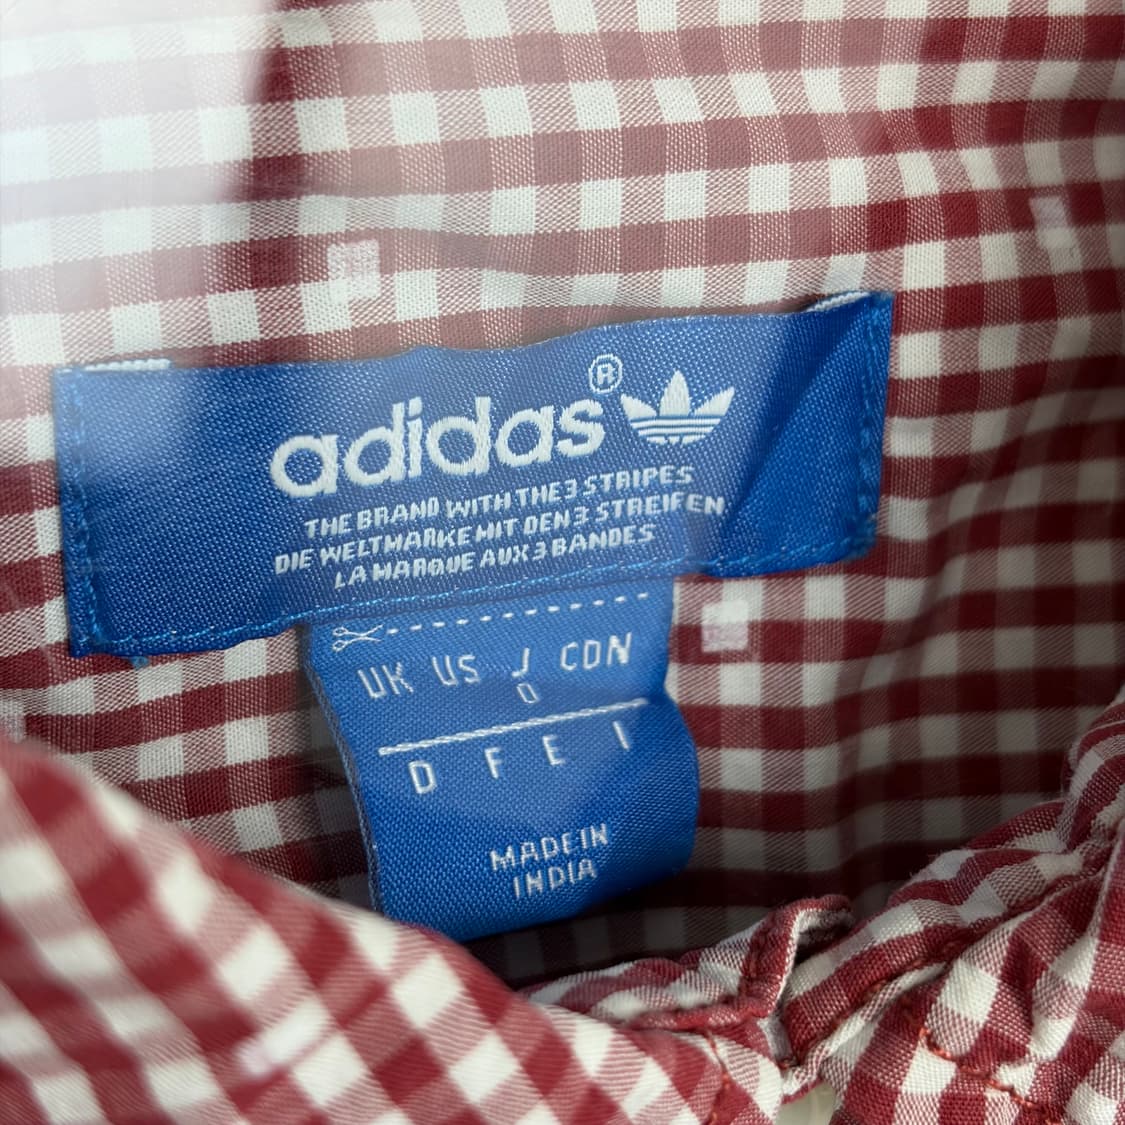 adidas®
THE BRAND WITH THE 3 STRIPES
DIE WELTMARKE MIT DEN 3 STREIFEN
LA MARQUE AUX 3 BANDES
UK US J CDN
0
D F E I
MADE IN
INDIA